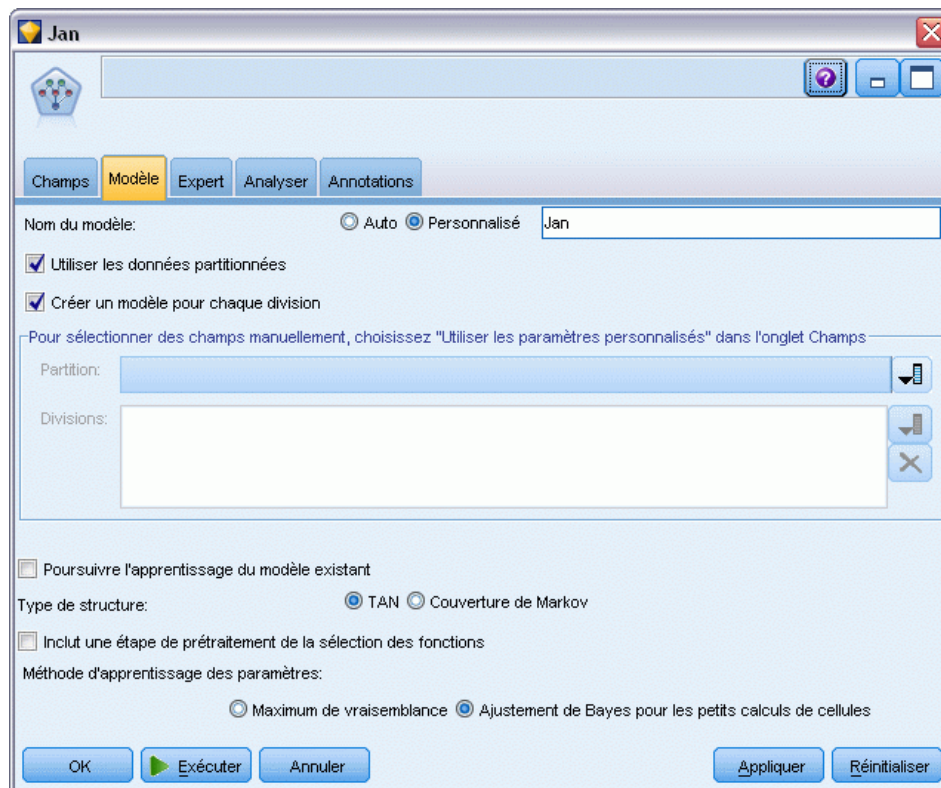 Jan
Champs Modèle Expert Analyser Annotations
Nom du modèle: Auto Personnalisé Jan
Utiliser les données partitionnées
Créer un modèle pour chaque division
Pour sélectionner des champs manuellement, choisissez "Utiliser les paramètres personnalisés" dans l'onglet Champs
Partition:
Divisions:
Poursuivre l'apprentissage du modèle existant
Type de structure: TAN Couverture de Markov
Inclut une étape de prétraitement de la sélection des fonctions
Méthode d'apprentissage des paramètres:
Maximum de vraisemblance Ajustement de Bayes pour les petits calculs de cellules
OK Exécuter Annuler Appliquer Réinitialiser